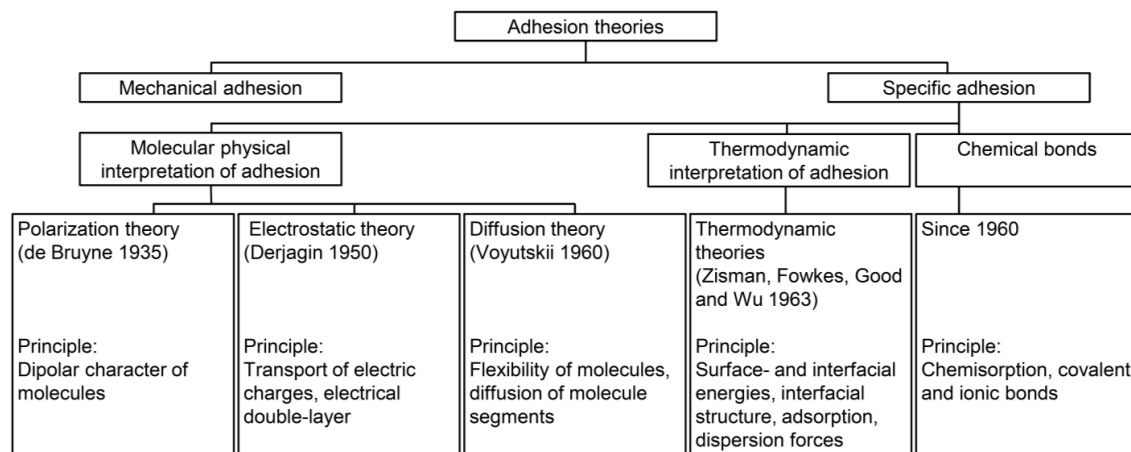 Adhesion theories
Mechanical adhesion
Specific adhesion
Molecular physical
interpretation of adhesion
Thermodynamic
interpretation of adhesion
Chemical bonds
Polarization theory
(de Bruyne 1935)
Principle:
Dipolar character of
molecules
Electrostatic theory
(Derjagin 1950)
Principle:
Transport of electric
charges, electrical
double-layer
Diffusion theory
(Voyutskii 1960)
Principle:
Flexibility of molecules,
diffusion of molecule
segments
Thermodynamic
theories
(Zisman, Fowkes, Good
and Wu 1963)
Principle:
Surface- and interfacial
energies, interfacial
structure, adsorption,
dispersion forces
Since 1960
Principle:
Chemisorption, covalent
and ionic bonds